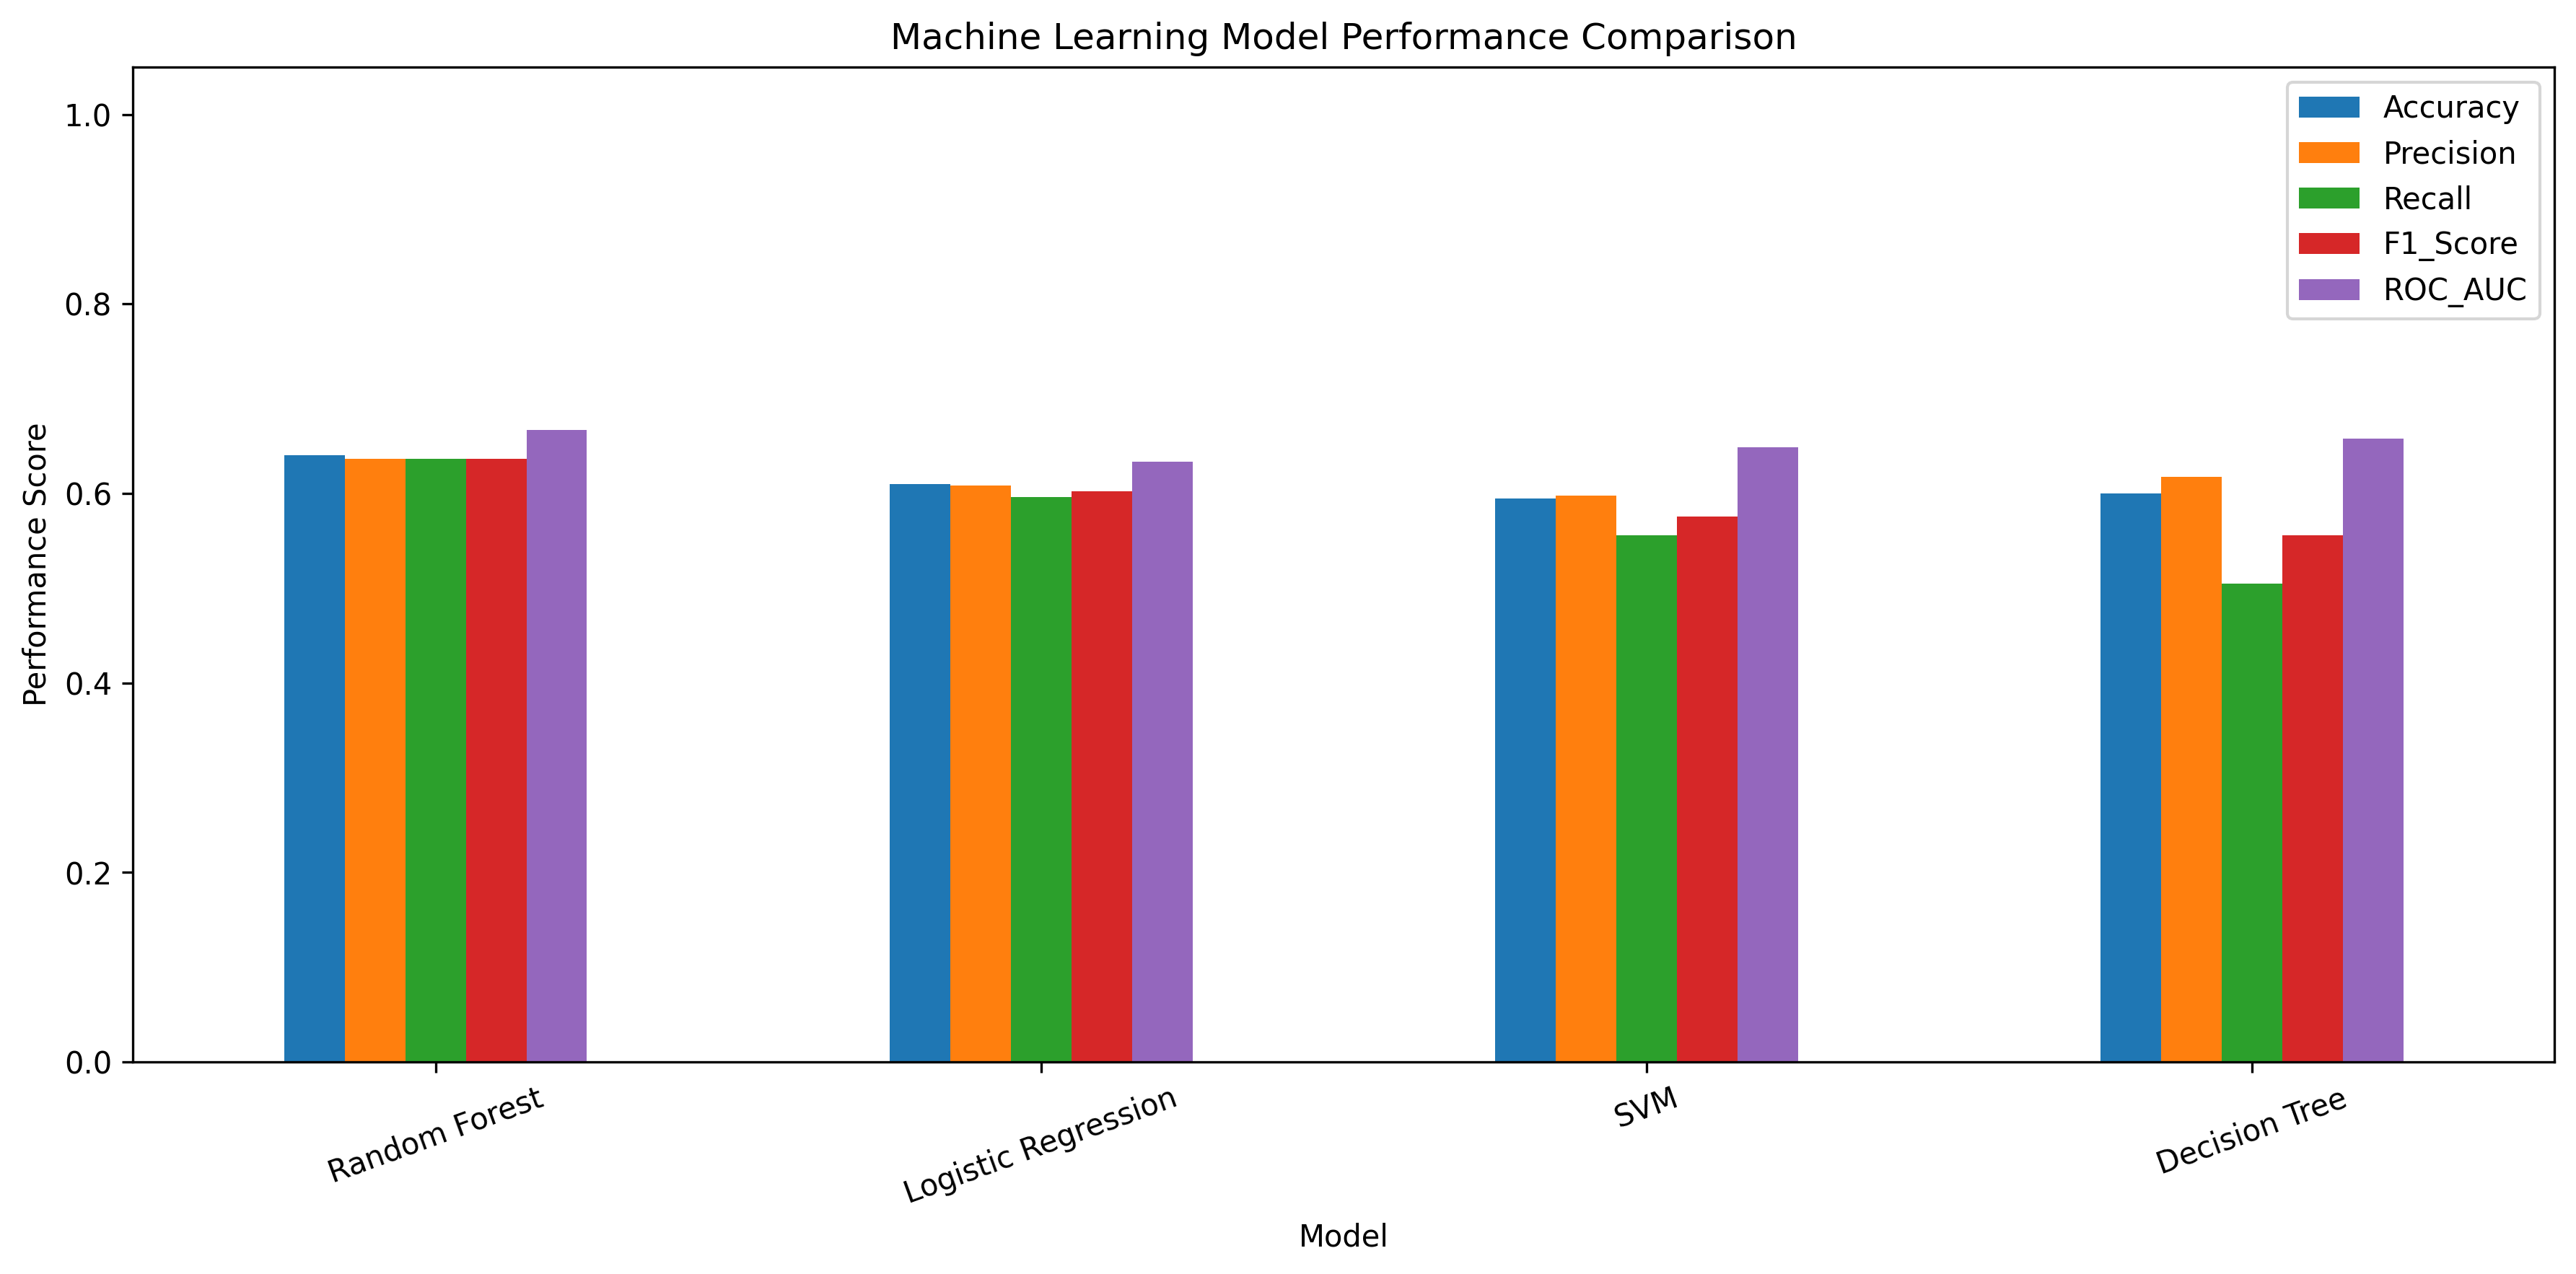 Machine Learning Model Performance Comparison
1.0
0.8
0.6
0.4
0.2
0.0
Performance Score
Accuracy
Precision
Recall
F1_Score
ROC_AUC
Random Forest
Logistic Regression
SVM
Decision Tree
Model